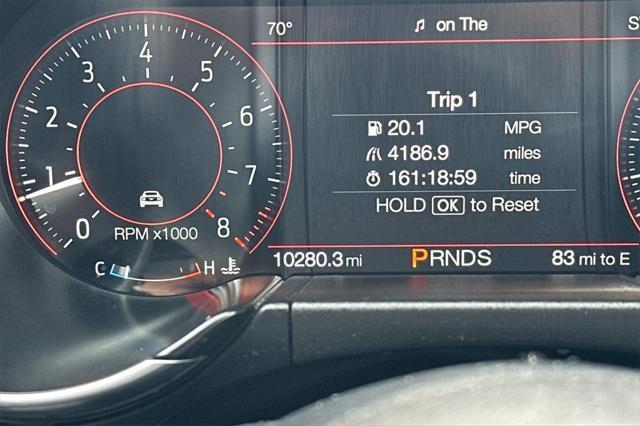 70° ♫ on The S
Trip 1
20.1 MPG
4186.9 miles
161:18:59 time
HOLD OK to Reset
10280.3 mi PRNDS 83 mi to E
0 1 2 3 4 5 6 7 8
RPM x1000
C H